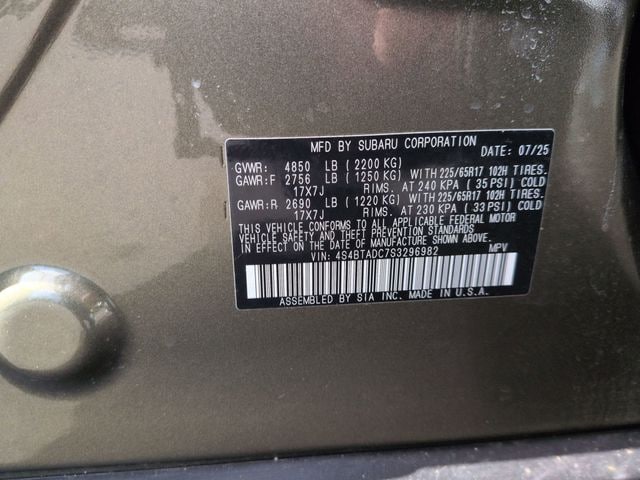 MFD BY SUBARU CORPORATION DATE: 07/25
GVWR: 4850 LB (2200 KG)
GAWR:F 2756 LB (1250 KG) WITH 225/65R17 102H TIRES.
17X7J RIMS. AT 240 KPA (35 PSI) COLD
GAWR:R 2690 LB (1220 KG) WITH 225/65R17 102H TIRES.
17X7J RIMS. AT 230 KPA (33 PSI) COLD
THIS VEHICLE CONFORMS TO ALL APPLICABLE FEDERAL MOTOR
VEHICLE SAFETY AND THEFT PREVENTION STANDARDS
IN EFFECT ON THE DATE OF MANUFACTURE SHOWN ABOVE.
VIN: 4S4BTADC7S3296982 MPV
ASSEMBLED BY SIA INC. MADE IN U.S.A.